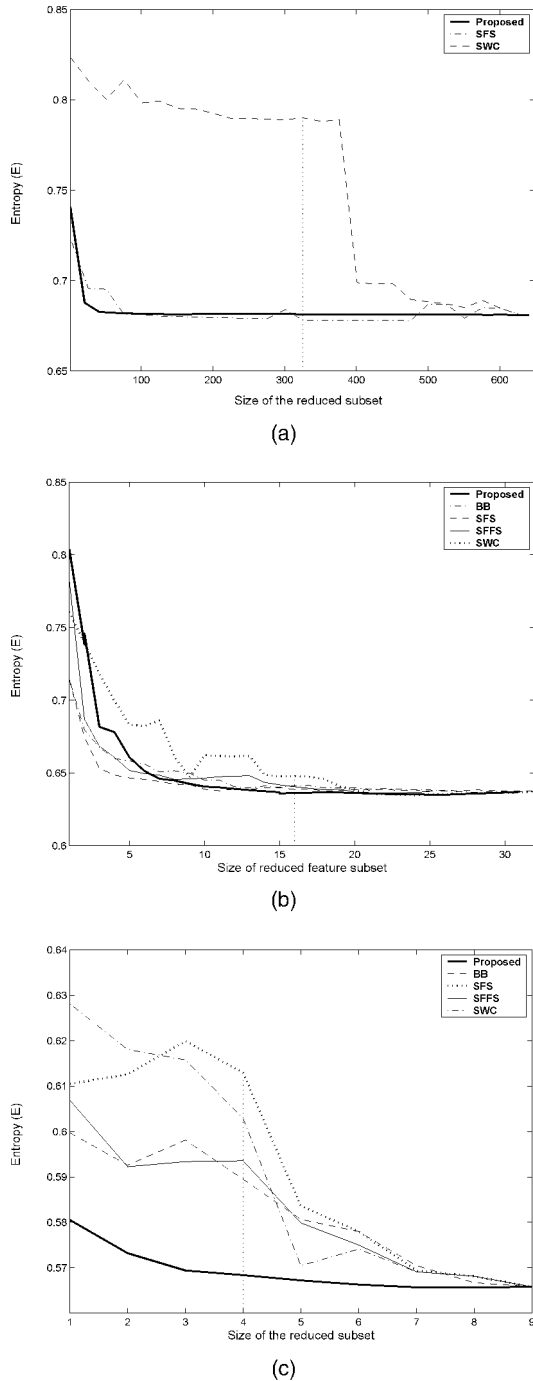 0.85
0.8
0.75
0.7
0.65
Entropy (E)
Proposed
SFS
SWC
100 200 300 400 500 600
Size of the reduced subset
(a)
0.85
0.8
0.75
0.7
0.65
0.6
Entropy (E)
Proposed
BB
SFS
SFFS
SWC
5 10 15 20 25 30
Size of reduced feature subset
(b)
0.64
0.63
0.62
0.61
0.6
0.59
0.58
0.57
Entropy (E)
Proposed
BB
SFS
SFFS
SWC
1 2 3 4 5 6 7 8 9
Size of the reduced subset
(c)